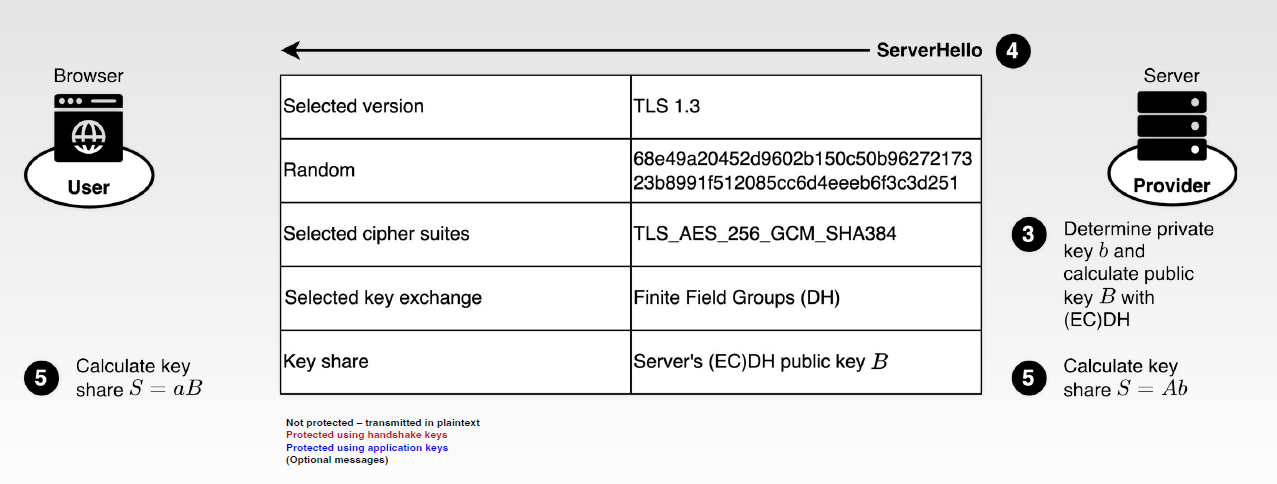 ServerHello 4
Browser
Server
User
Provider
Selected version TLS 1.3
Random 68e49a20452d9602b150c50b96272173
23b8991f512085cc6d4eeeb6f3c3d251
Selected cipher suites TLS_AES_256_GCM_SHA384
Selected key exchange Finite Field Groups (DH)
Key share Server's (EC)DH public key B
3 Determine private
key b and
calculate public
key B with
(EC)DH
5 Calculate key
share S = aB
5 Calculate key
share S = Ab
Not protected – transmitted in plaintext
Protected using handshake keys
Protected using application keys
(Optional messages)